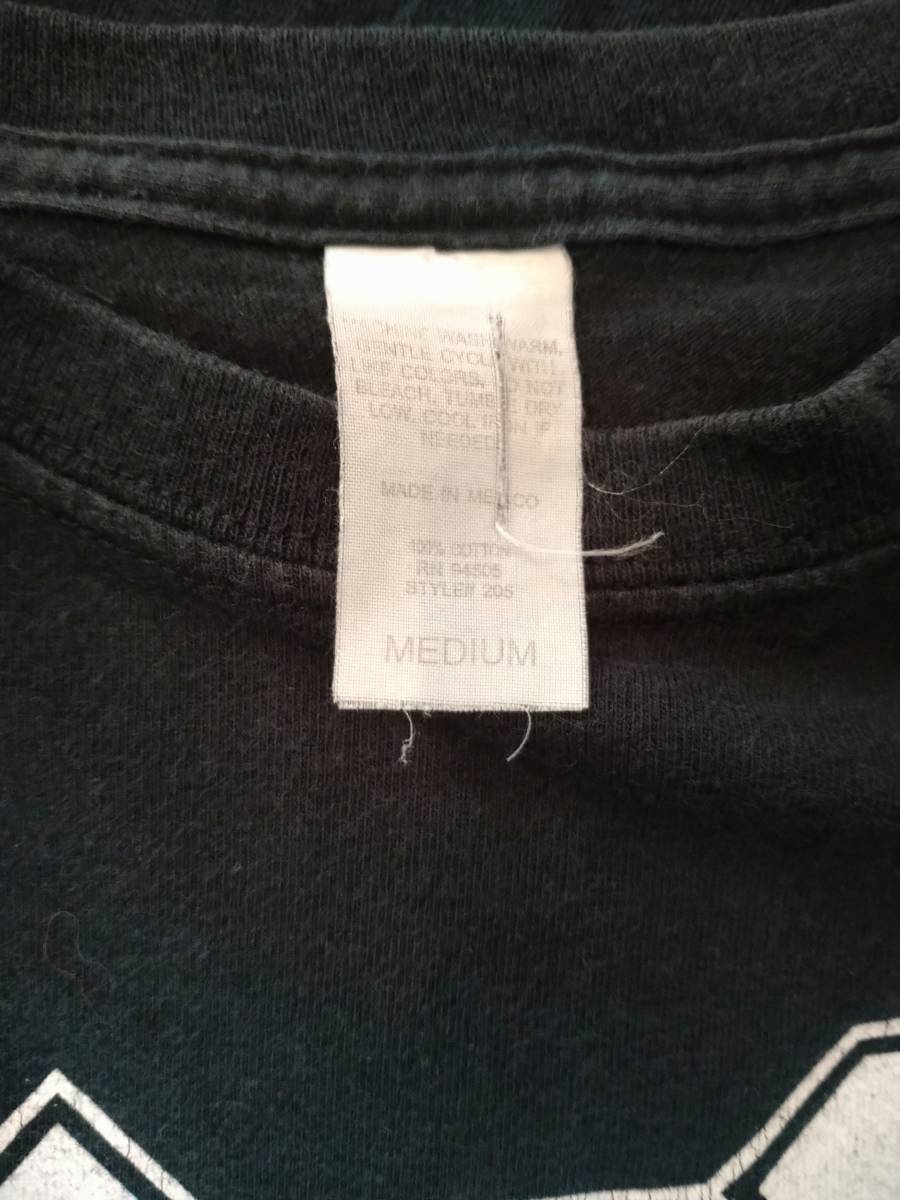 MACHINE WASH WARM,
GENTLE CYCLE WITH
LIKE COLORS, DO NOT
BLEACH, TUMBLE DRY
LOW, COOL IRON IF
NEEDED
MADE IN MEXICO
100% COTTON
RN 94505
STYLE# 205
MEDIUM